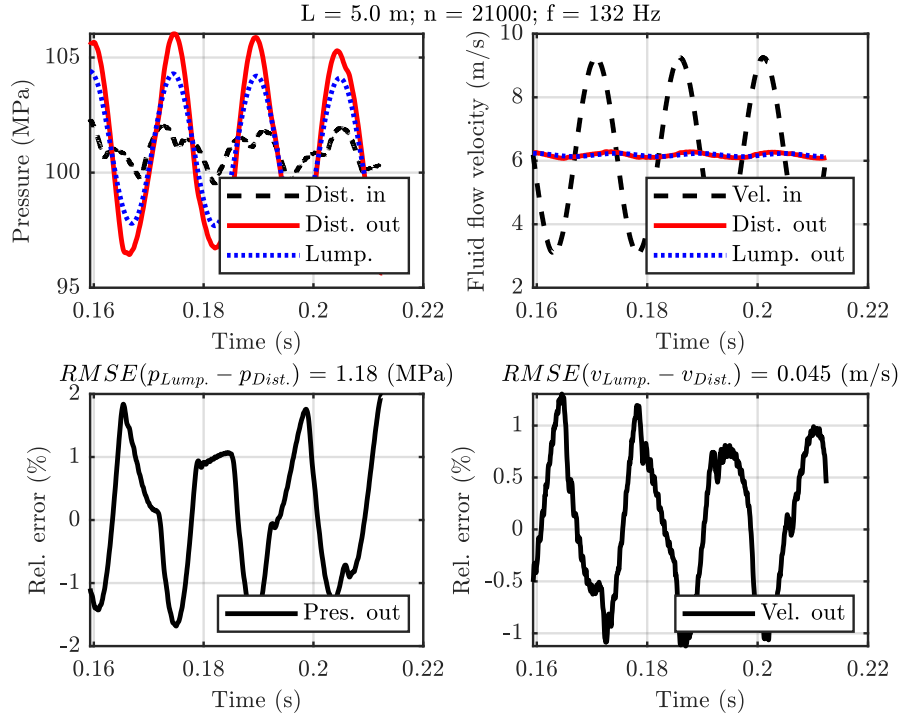 L = 5.0 m; n = 21000; f = 132 Hz
Pressure (MPa)
105
100
95
0.16 0.18 0.2 0.22
Time (s)
Dist. in
Dist. out
Lump.
Fluid flow velocity (m/s)
10
8
6
4
2
0.16 0.18 0.2 0.22
Time (s)
Vel. in
Dist. out
Lump. out
RMSE(p_Lump. − p_Dist.) = 1.18 (MPa)
Rel. error (%)
2
1
0
-1
-2
0.16 0.18 0.2 0.22
Time (s)
Pres. out
RMSE(v_Lump. − v_Dist.) = 0.045 (m/s)
Rel. error (%)
1
0.5
0
-0.5
-1
0.16 0.18 0.2 0.22
Time (s)
Vel. out